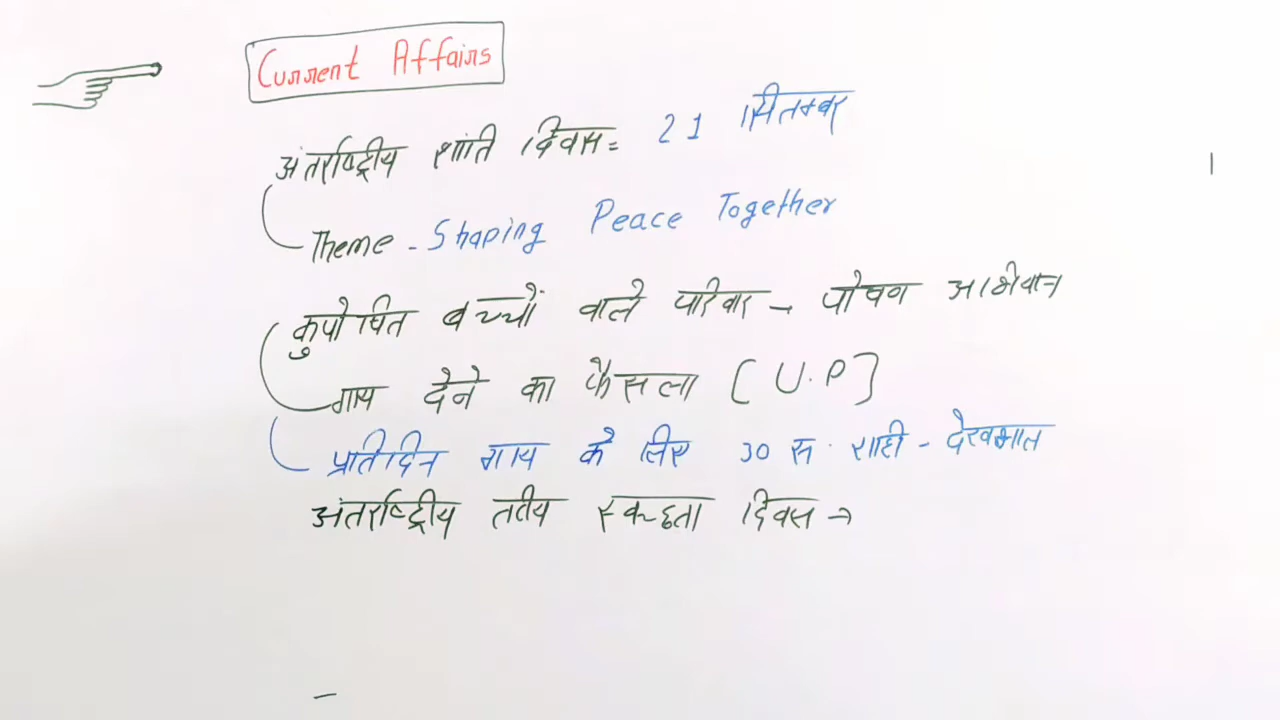 Current Affairs
अंतर्राष्ट्रीय शांति दिवस = 21 सितम्बर
Theme - Shaping Peace Together
कुपोषित बच्चों वाले परिवार → पोषण अभियान
गाय देने का फैसला [U.P]
प्रतिदिन गाय के लिए 30 रू. राशी - देखभाल
अंतर्राष्ट्रीय तटीय स्वच्छता दिवस →